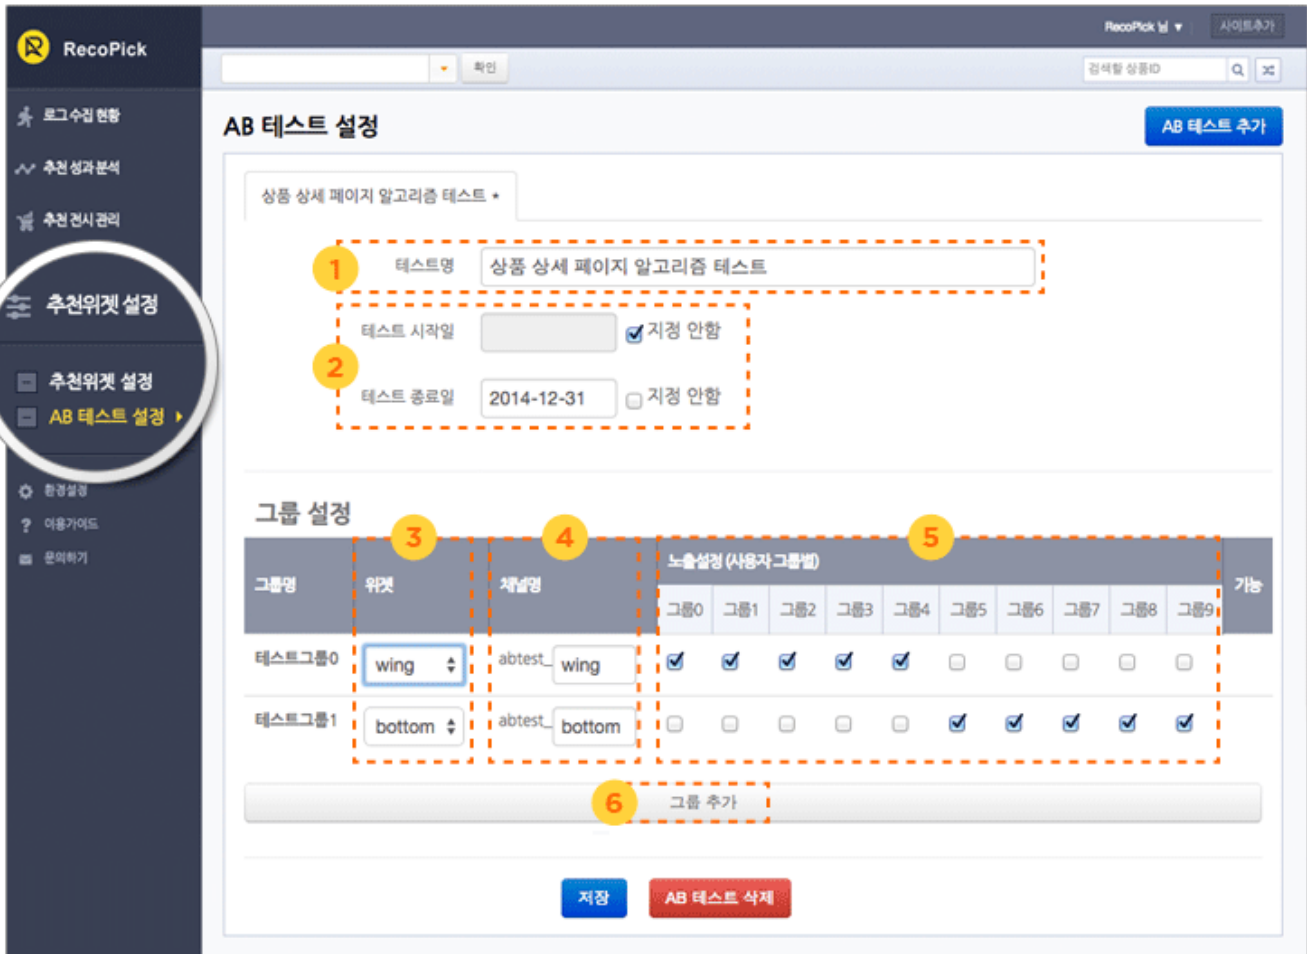 RecoPick
RecoPick 님 ▼ 사이트추가
확인
검색할 상품ID
로그 수집 현황
추천 성과 분석
추천 전시 관리
추천위젯 설정
추천위젯 설정
AB 테스트 설정
환경설정
? 이용가이드
문의하기
AB 테스트 설정
AB 테스트 추가
상품 상세 페이지 알고리즘 테스트 *
1 테스트명 상품 상세 페이지 알고리즘 테스트
테스트 시작일 지정 안함
2
테스트 종료일 2014-12-31 지정 안함
그룹 설정
3 4 5
그룹명 위젯 채널명 노출설정 (사용자 그룹별) 기능
그룹0 그룹1 그룹2 그룹3 그룹4 그룹5 그룹6 그룹7 그룹8 그룹9
테스트그룹0 wing abtest_ wing
테스트그룹1 bottom abtest_ bottom
6 그룹 추가
저장 AB 테스트 삭제